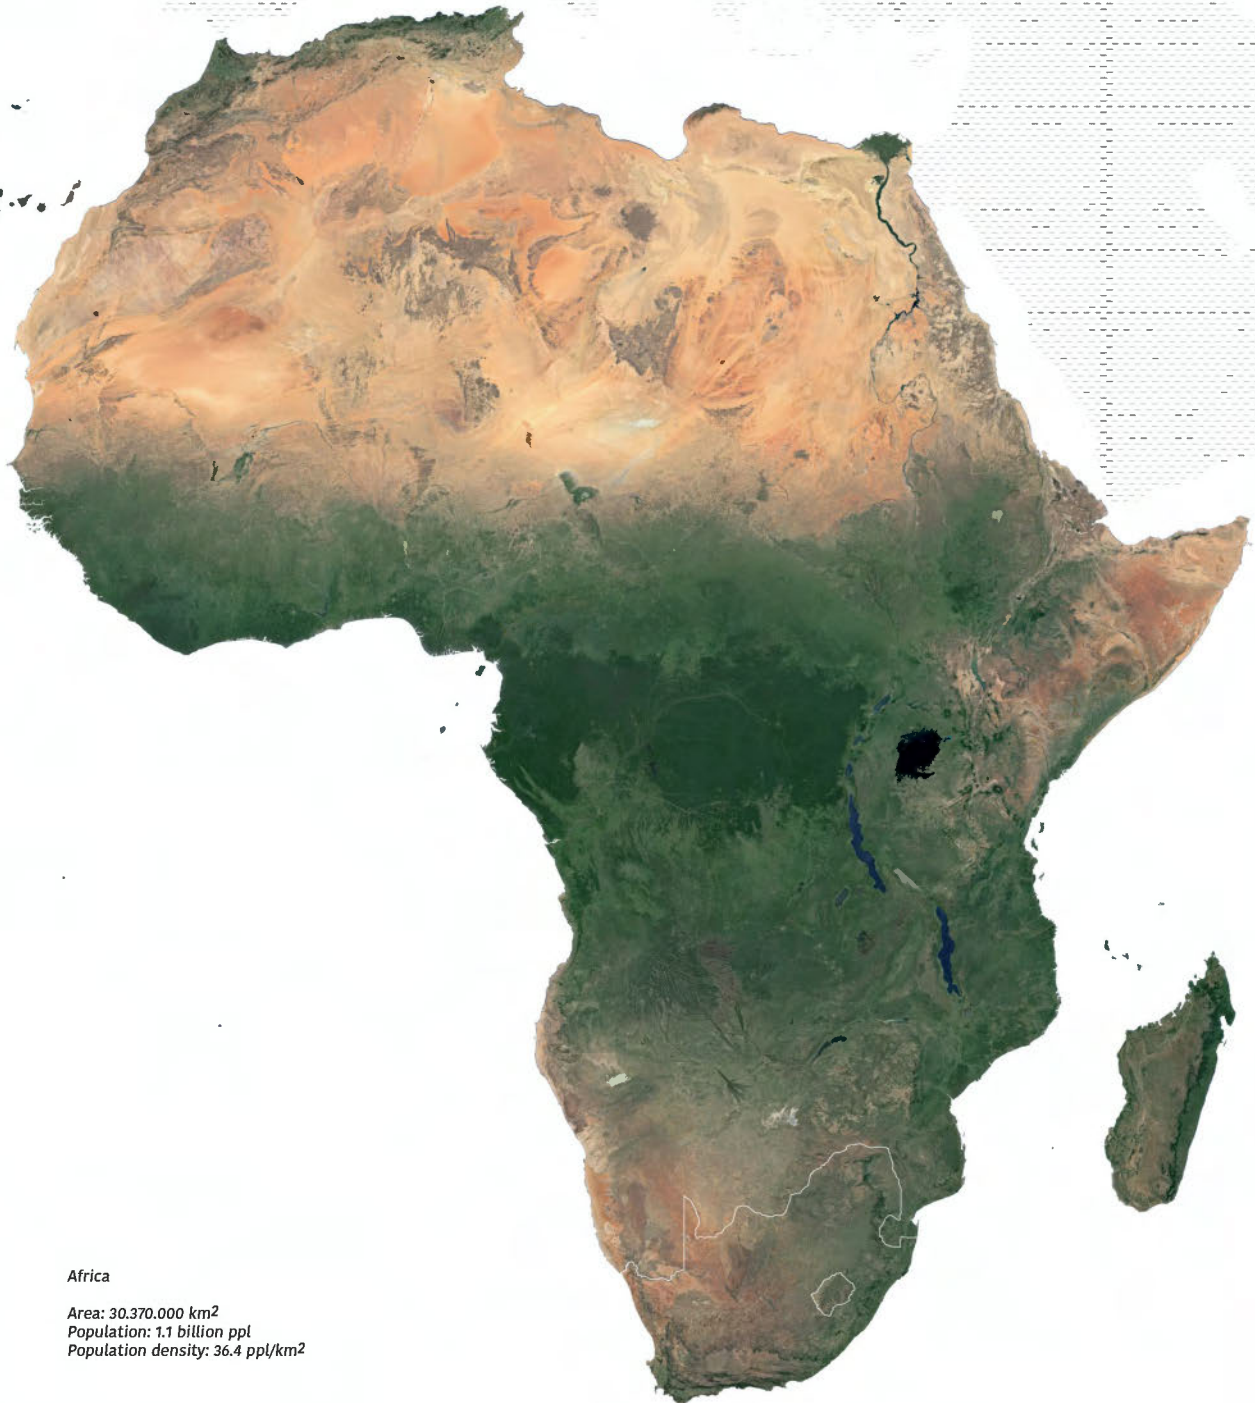 Africa
Area: 30.370.000 km²
Population: 1.1 billion ppl
Population density: 36.4 ppl/km²